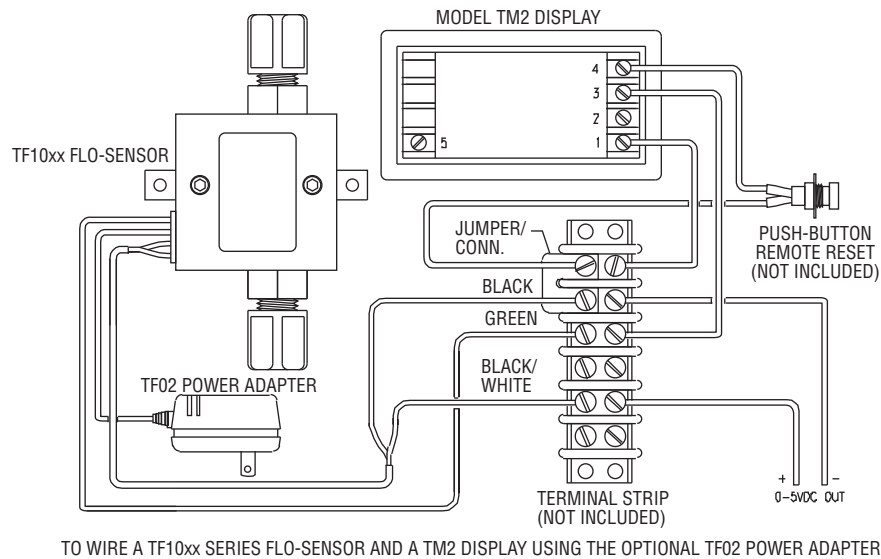 MODEL TM2 DISPLAY
4
3
2
1
5
TF10xx FLO-SENSOR
JUMPER/
CONN.
PUSH-BUTTON
REMOTE RESET
(NOT INCLUDED)
BLACK
GREEN
BLACK/
WHITE
TF02 POWER ADAPTER
+ –
0–5VDC OUT
TERMINAL STRIP
(NOT INCLUDED)
TO WIRE A TF10xx SERIES FLO-SENSOR AND A TM2 DISPLAY USING THE OPTIONAL TF02 POWER ADAPTER